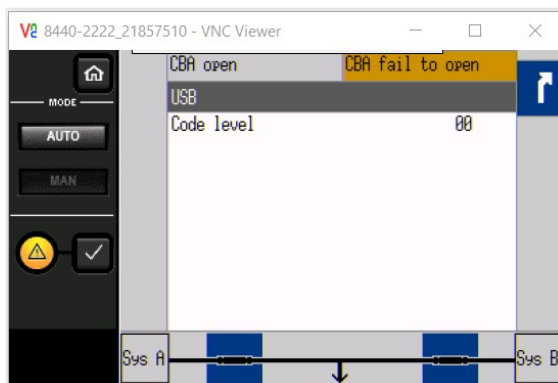 8440-2222_21857510 - VNC Viewer
CBA open CBA fail to open
MODE
USB
Code level 00
AUTO
MAN
Sys A Sys B